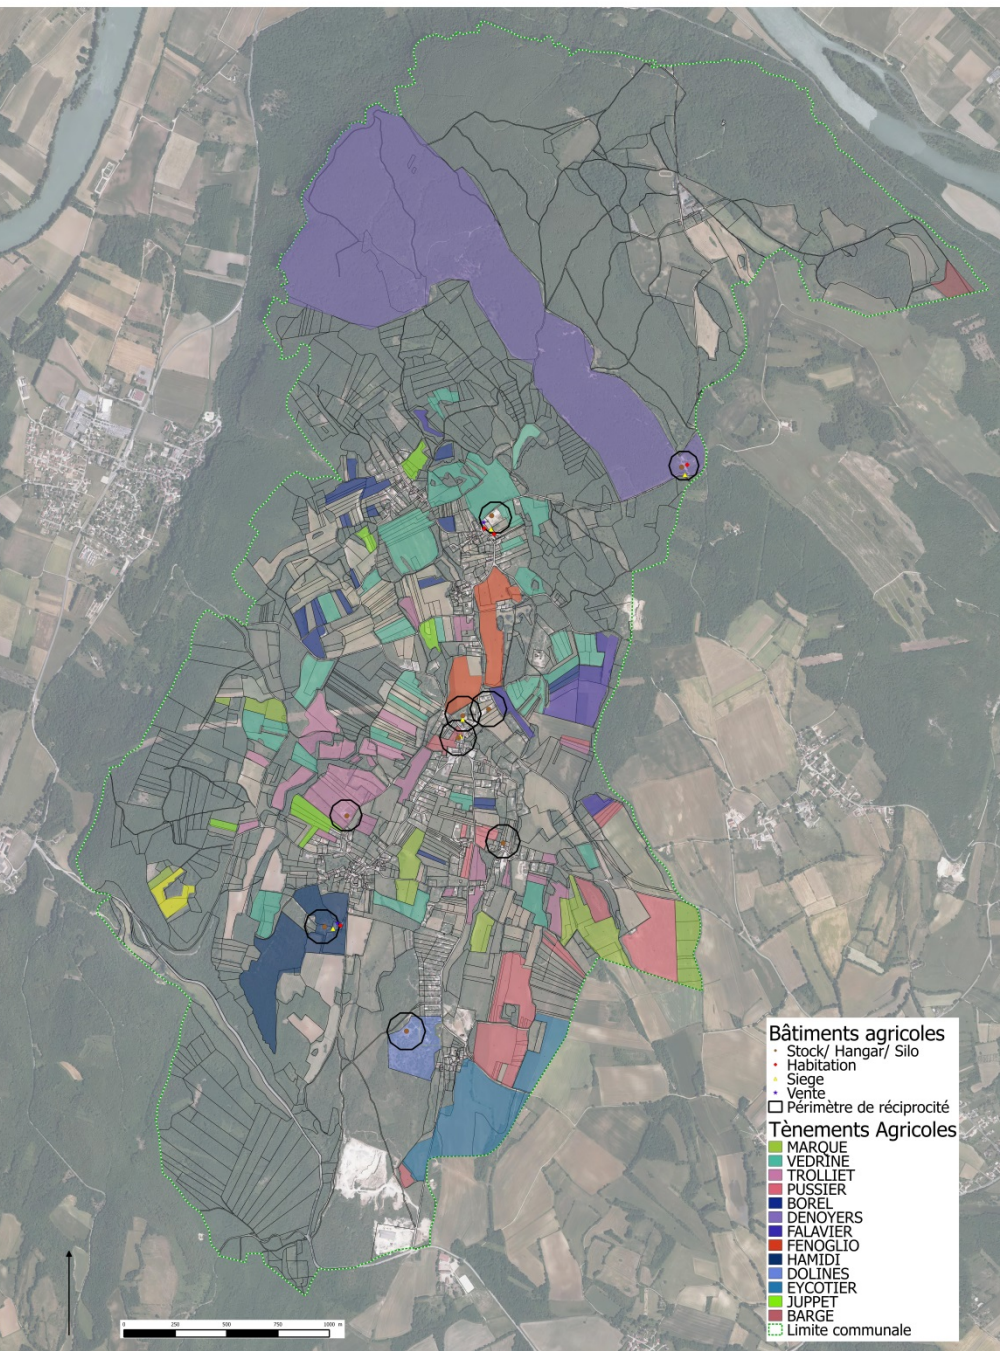 Bâtiments agricoles
Stock/ Hangar/ Silo
Habitation
Siege
Vente
Périmètre de réciprocité
Tènements Agricoles
MARQUE
VEDRINE
TROLLIET
PUSSIER
BOREL
DENOYERS
FALAVIER
FENOGLIO
HAMIDI
DOLINES
EYCOTIER
JUPPET
BARGE
Limite communale
0 250 500 750 1000 m